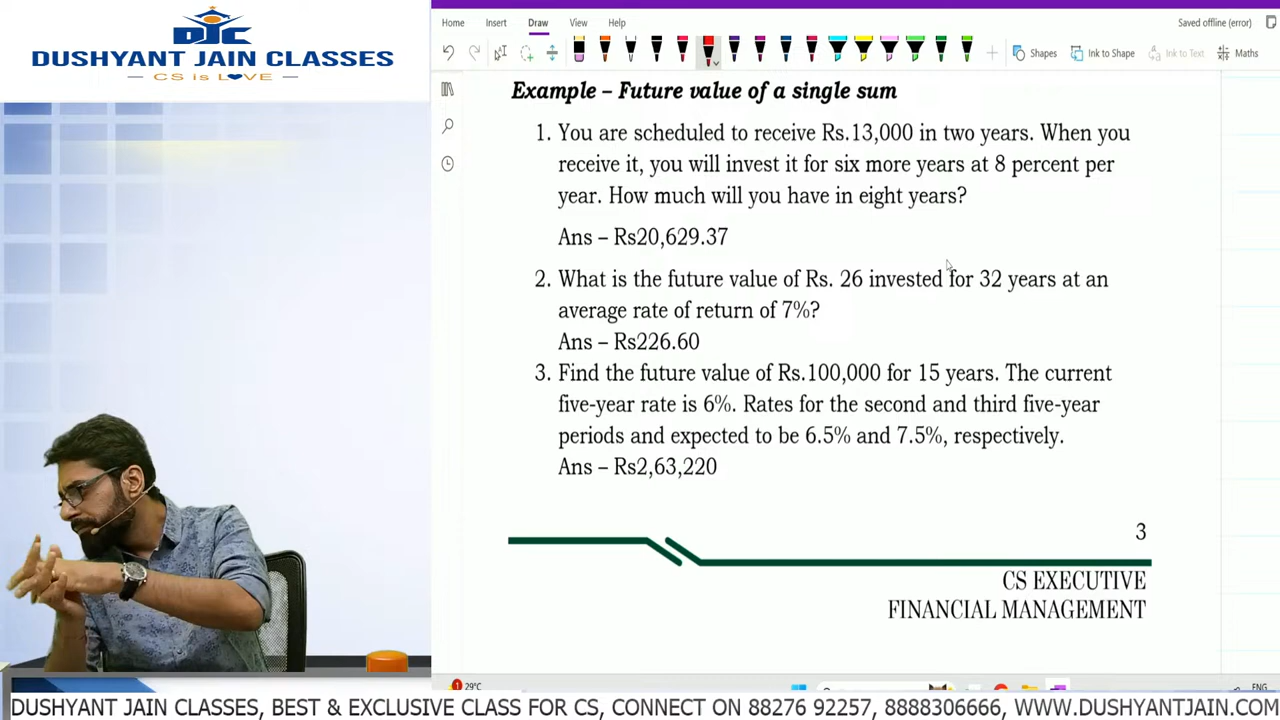 DTC
DUSHYANT JAIN CLASSES
CS is LOVE
Home Insert Draw View Help
Saved offline (error)
Shapes Ink to Shape Ink to Text Maths
Example – Future value of a single sum
1. You are scheduled to receive Rs.13,000 in two years. When you
receive it, you will invest it for six more years at 8 percent per
year. How much will you have in eight years?
Ans – Rs20,629.37
2. What is the future value of Rs. 26 invested for 32 years at an
average rate of return of 7%?
Ans – Rs226.60
3. Find the future value of Rs.100,000 for 15 years. The current
five-year rate is 6%. Rates for the second and third five-year
periods and expected to be 6.5% and 7.5%, respectively.
Ans – Rs2,63,220
3
CS EXECUTIVE
FINANCIAL MANAGEMENT
1
29°C
ENG
DUSHYANT JAIN CLASSES, BEST & EXCLUSIVE CLASS FOR CS, CONNECT ON 88276 92257, 8888306666, WWW.DUSHYANTJAIN.COM